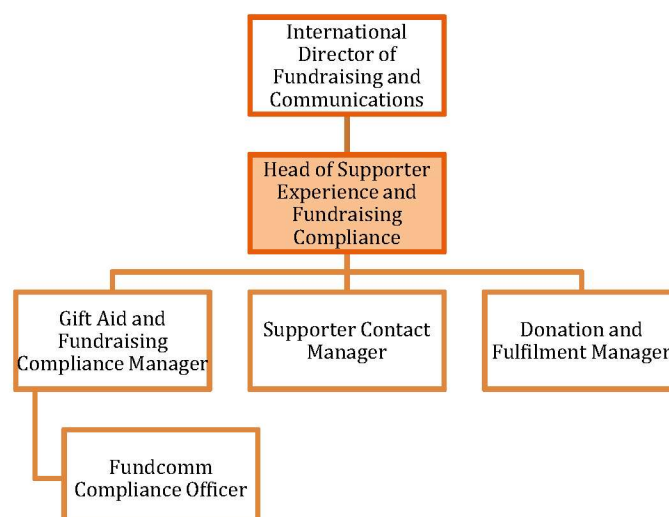 International
Director of
Fundraising and
Communications
Head of Supporter
Experience and
Fundraising
Compliance
Gift Aid and
Fundraising
Compliance Manager
Supporter Contact
Manager
Donation and
Fulfilment Manager
Fundcomm
Compliance Officer